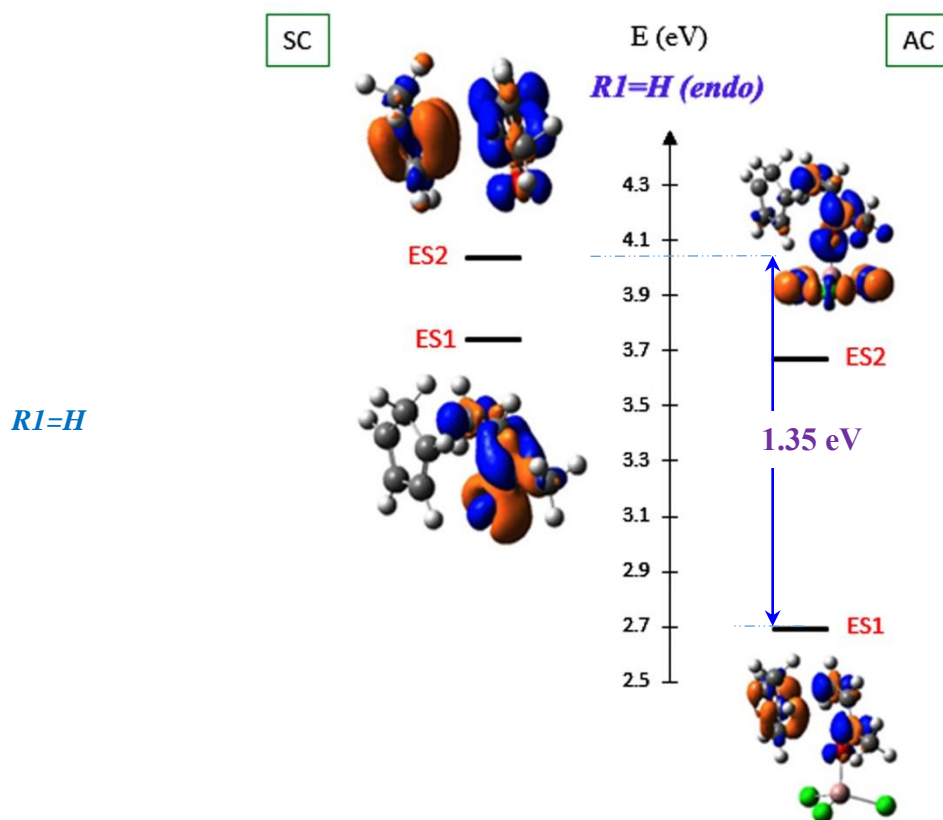 SC
E (eV)
AC
R1=H (endo)
4.3
4.1
3.9
3.7
3.5
3.3
3.1
2.9
2.7
2.5
ES2
ES1
ES2
R1=H
1.35 eV
ES1